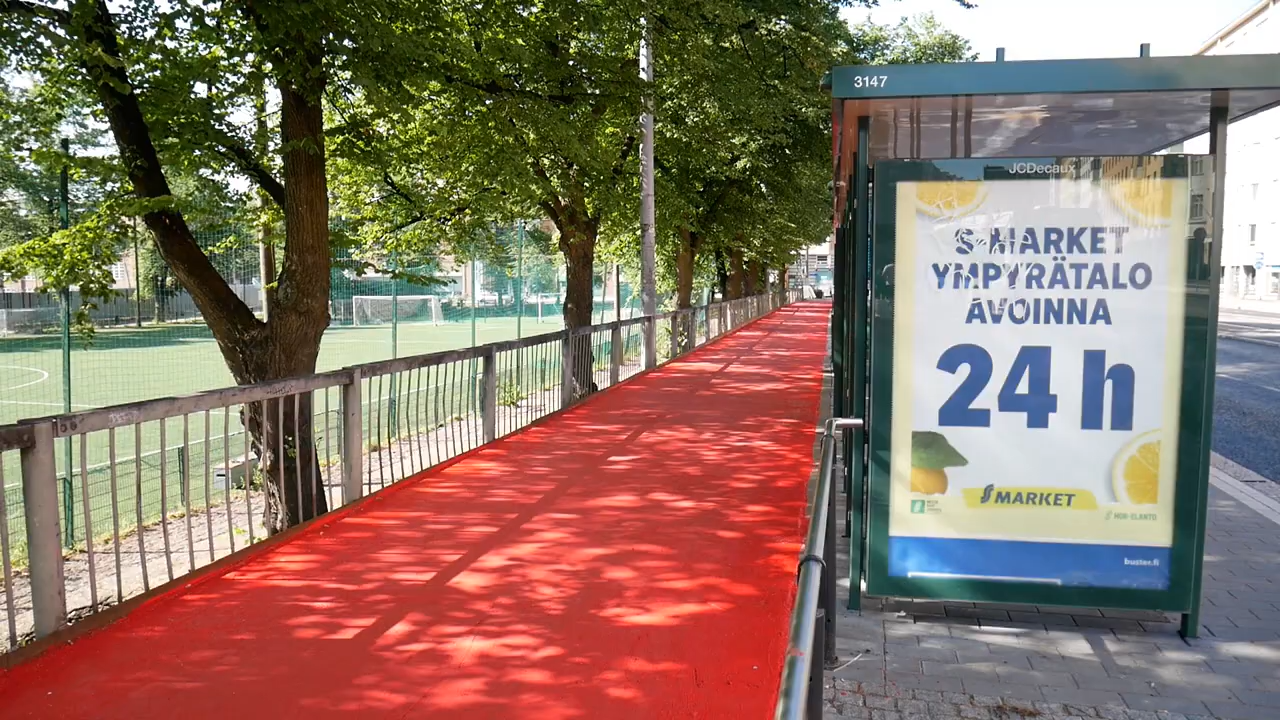 3147
JCDecaux
S-MARKET
YMPYRÄTALO
AVOINNA
24 h
S MARKET
HOK-ELANTO
buster.fi